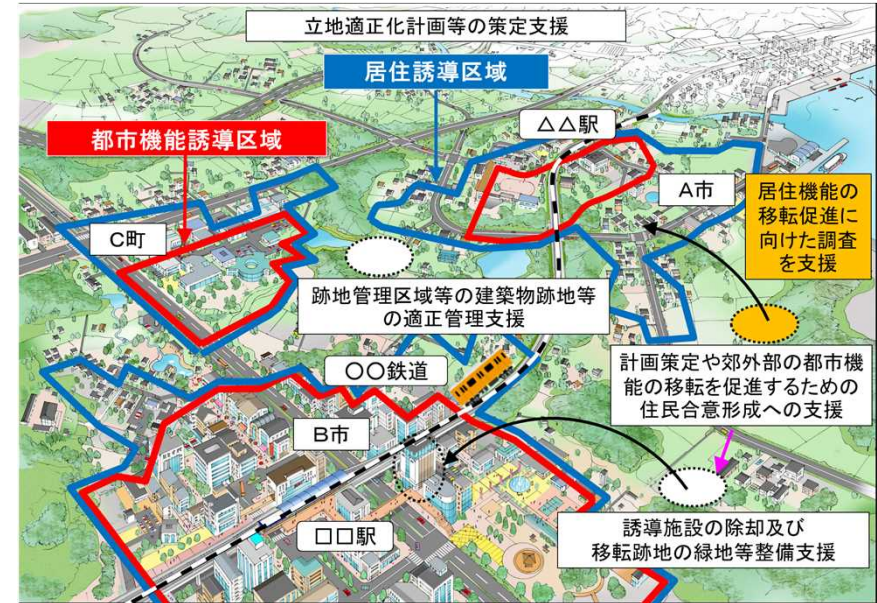 立地適正化計画等の策定支援
居住誘導区域
都市機能誘導区域
△△駅
A市
居住機能の
移転促進に
向けた調査
を支援
C町
跡地管理区域等の建築物跡地等
の適正管理支援
計画策定や郊外部の都市機
能の移転を促進するための
住民合意形成への支援
〇〇鉄道
B市
□□駅
誘導施設の除却及び
移転跡地の緑地等整備支援